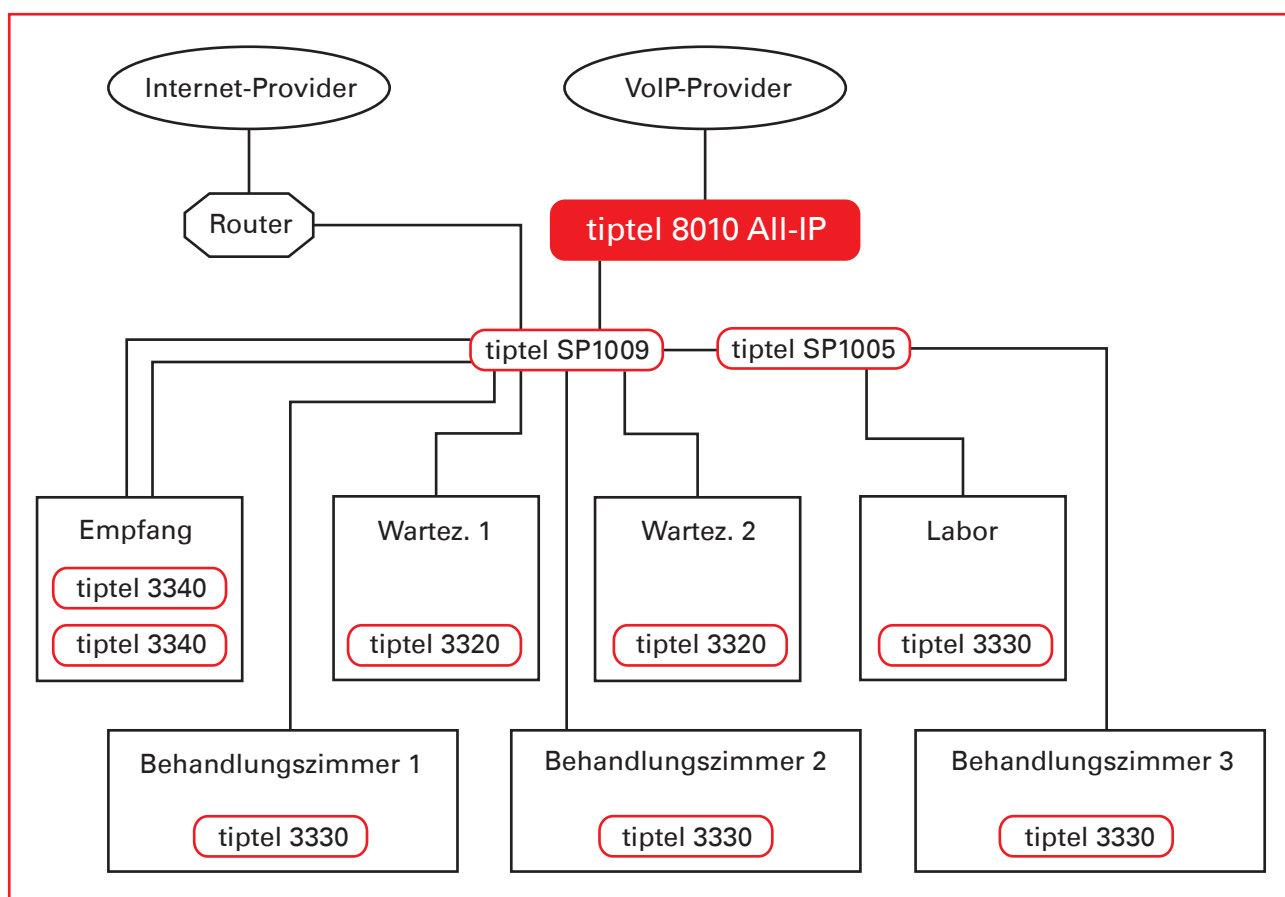 Internet-Provider
VoIP-Provider
Router
tiptel 8010 All-IP
tiptel SP1009
tiptel SP1005
Empfang
tiptel 3340
tiptel 3340
Wartez. 1
tiptel 3320
Wartez. 2
tiptel 3320
Labor
tiptel 3330
Behandlungszimmer 1
tiptel 3330
Behandlungszimmer 2
tiptel 3330
Behandlungszimmer 3
tiptel 3330